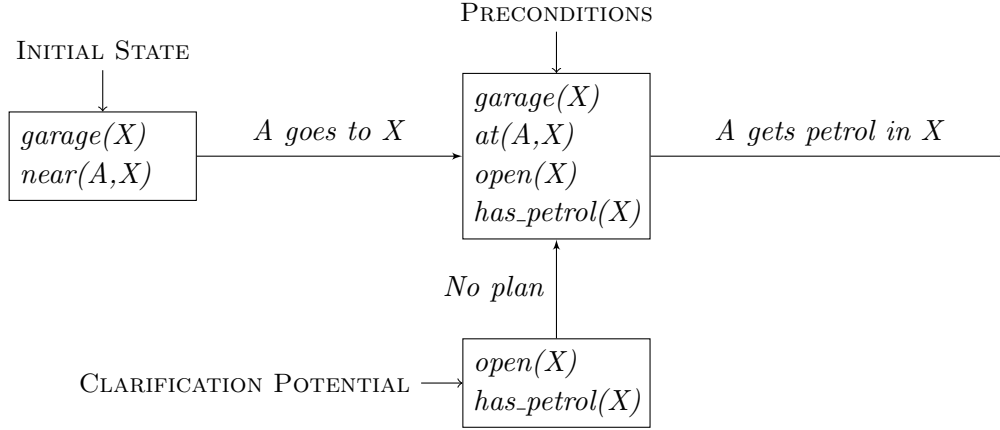 PRECONDITIONS
INITIAL STATE
garage(X)
near(A,X)
A goes to X
garage(X)
at(A,X)
open(X)
has_petrol(X)
A gets petrol in X
No plan
CLARIFICATION POTENTIAL
open(X)
has_petrol(X)